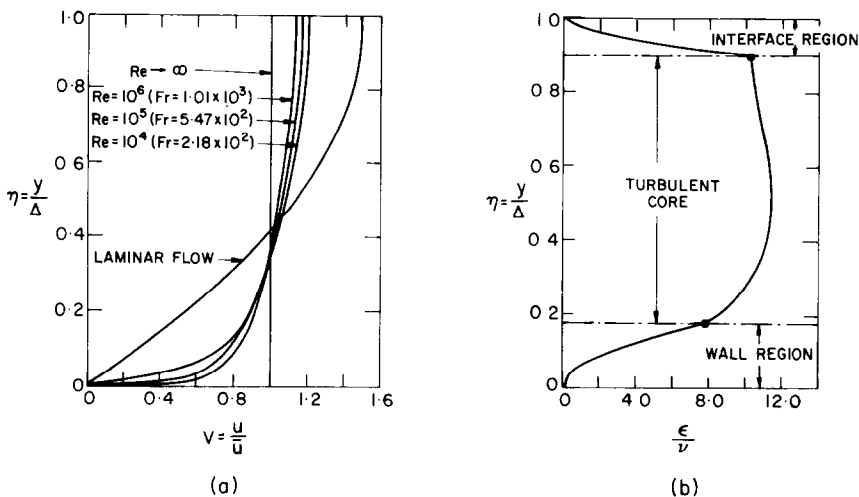 1·0
0·8
0·6
η=y/Δ
0·4
0·2
0
Re → ∞
Re=10⁶ (Fr=1·01×10³)
Re=10⁵ (Fr=5·47×10²)
Re=10⁴ (Fr=2·18×10²)
LAMINAR FLOW
0 0·4 0·8 1·2 1·6
V=u/ū
(a)
1·0
0·8
0·6
η=y/Δ
0·4
0·2
0
INTERFACE REGION
TURBULENT
CORE
WALL REGION
0 4·0 8·0 12·0
ϵ/ν
(b)